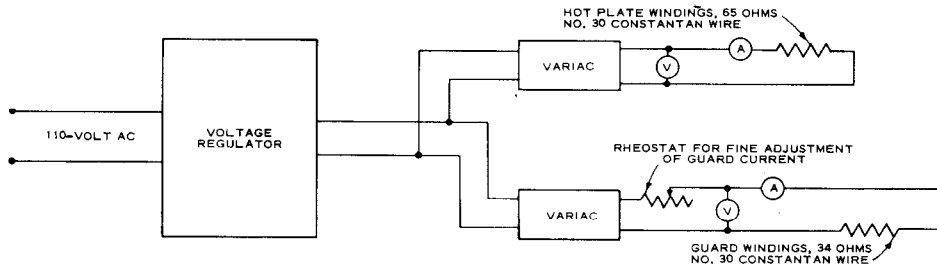 HOT PLATE WINDINGS, 65 OHMS
NO. 30 CONSTANTAN WIRE
VARIAC
A
V
110-VOLT AC
VOLTAGE
REGULATOR
RHEOSTAT FOR FINE ADJUSTMENT
OF GUARD CURRENT
VARIAC
A
V
GUARD WINDINGS, 34 OHMS
NO. 30 CONSTANTAN WIRE